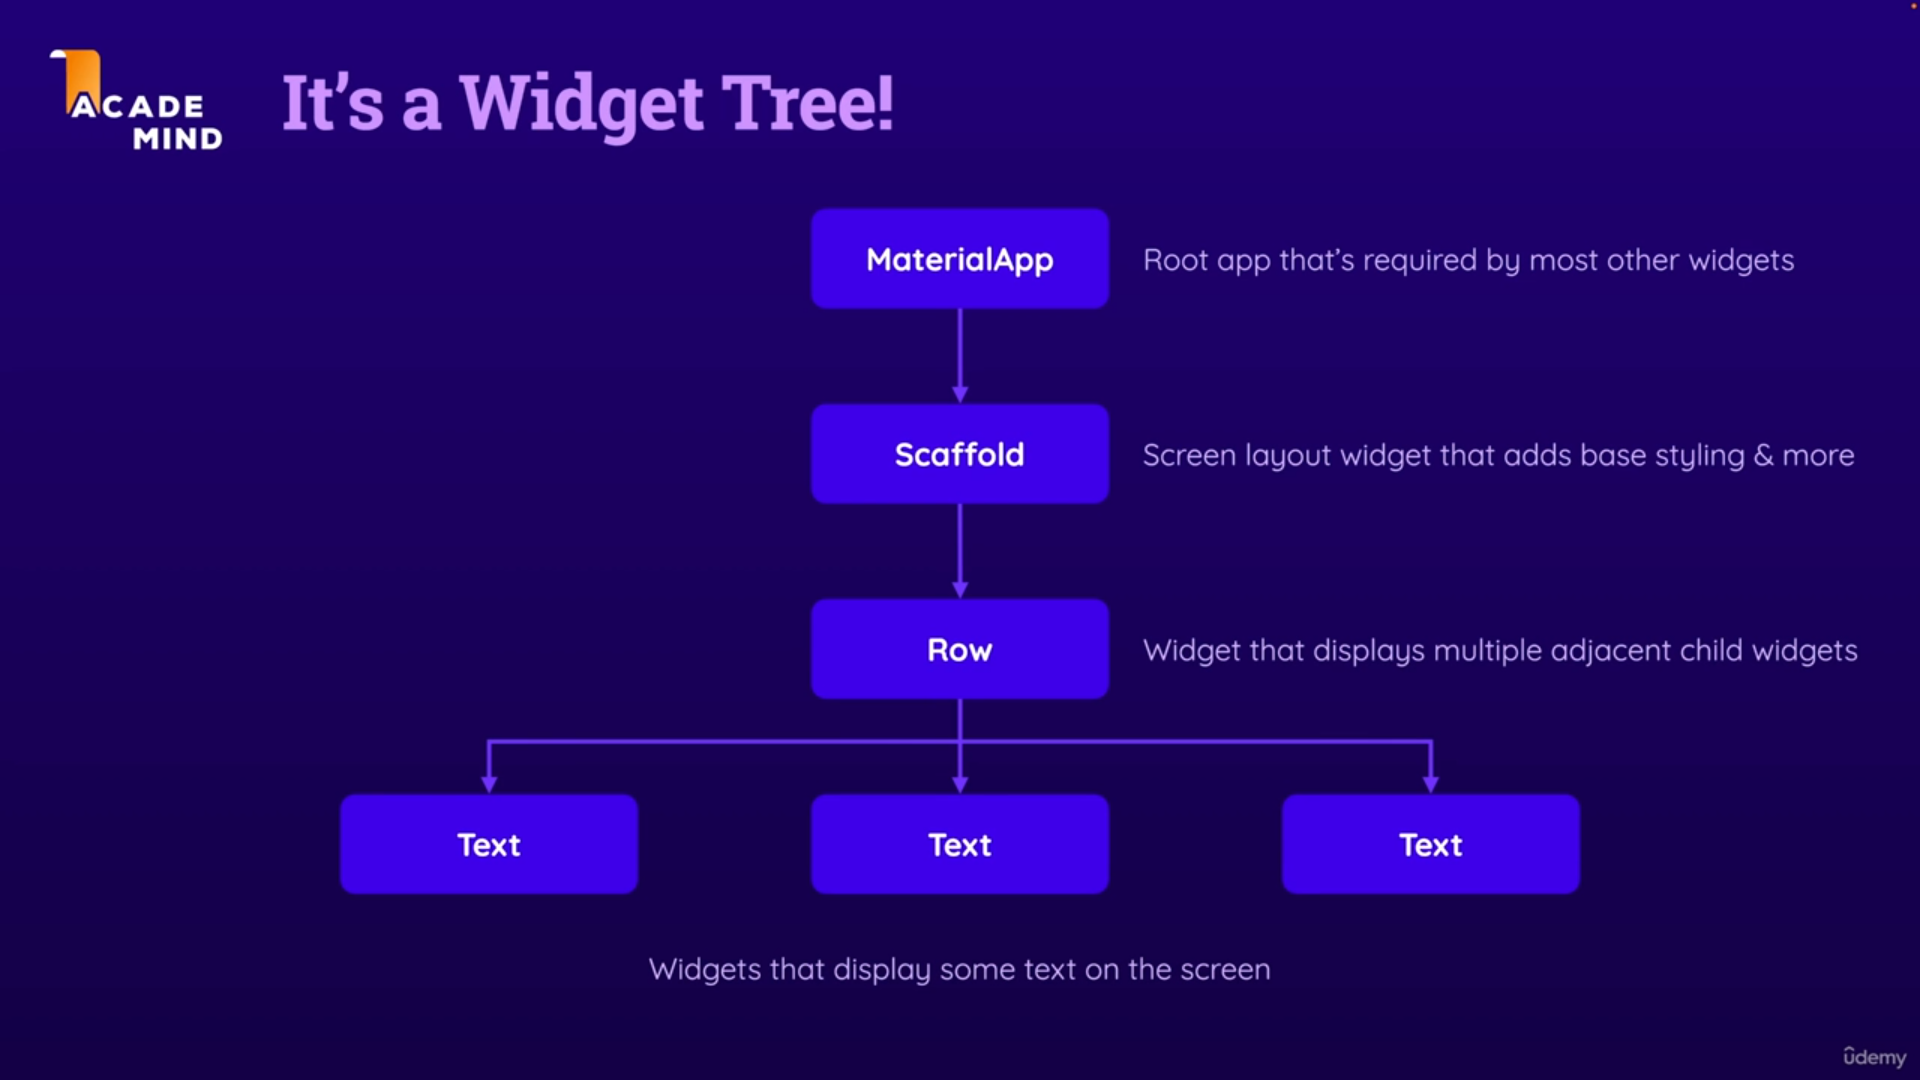 ACADE
MIND
It's a Widget Tree!
MaterialApp
Root app that's required by most other widgets
Scaffold
Screen layout widget that adds base styling & more
Row
Widget that displays multiple adjacent child widgets
Text
Text
Text
Widgets that display some text on the screen
ûdemy